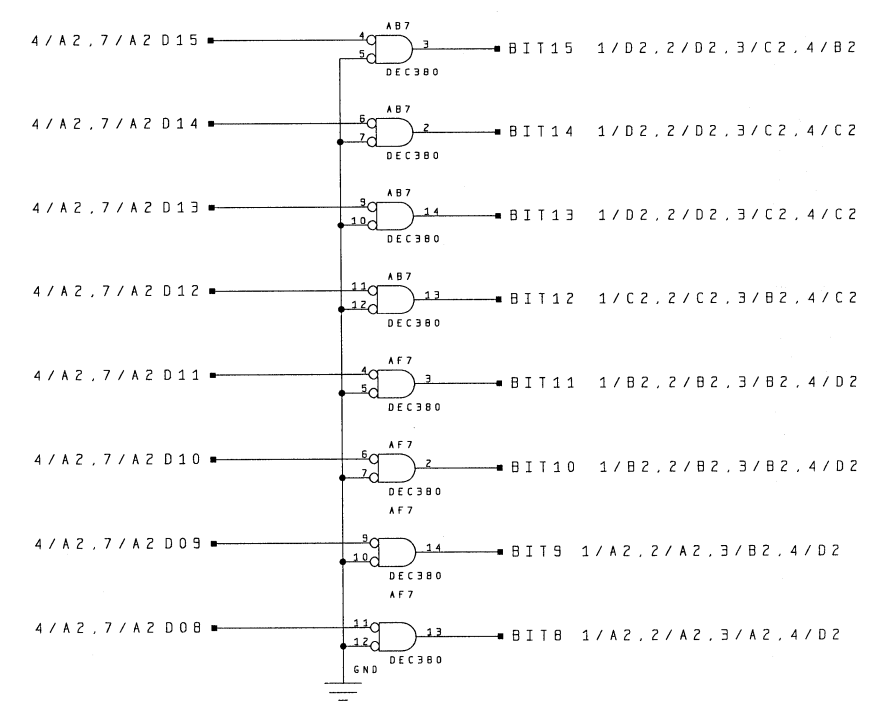 AB7
4/A2,7/A2 D15 4 3 BIT15 1/D2,2/D2,3/C2,4/B2
5
DEC380
AB7
4/A2,7/A2 D14 6 2 BIT14 1/D2,2/D2,3/C2,4/C2
7
DEC380
AB7
4/A2,7/A2 D13 9 14 BIT13 1/D2,2/D2,3/C2,4/C2
10
DEC380
AB7
4/A2,7/A2 D12 11 13 BIT12 1/C2,2/C2,3/B2,4/C2
12
DEC380
AF7
4/A2,7/A2 D11 4 3 BIT11 1/B2,2/B2,3/B2,4/D2
5
DEC380
AF7
4/A2,7/A2 D10 6 2 BIT10 1/B2,2/B2,3/B2,4/D2
7
DEC380
AF7
4/A2,7/A2 D09 9 14 BIT9 1/A2,2/A2,3/B2,4/D2
10
DEC380
AF7
4/A2,7/A2 D08 11 13 BIT8 1/A2,2/A2,3/A2,4/D2
12
DEC380
GND